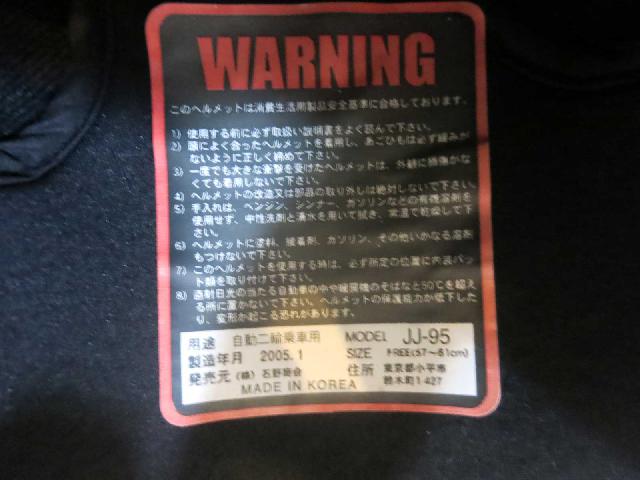 WARNING
このヘルメットは消費生活用製品安全基準に合格しております。
1) 使用する前に必ず取扱い説明書をよく読んで下さい。
2) 頭によく合ったヘルメットを着用し、あごひもは必ず緩みが
ないように正しく締めて下さい。
3) 一度でも大きな衝撃を受けたヘルメットは、外観に損傷がな
くても着用しないで下さい。
4) ヘルメットの改造又は部品の取り外しは絶対しないで下さい。
5) 手入れは、ベンジン、シンナー、ガソリンなどの有機溶剤を
使用せず、中性洗剤と湯水を用いて拭き、常温で乾燥して下
さい。
6) ヘルメットに塗料、接着剤、ガソリン、その他いかなる溶剤
もつけないで下さい。
7) このヘルメットを使用する時は、必ず所定の位置に内装パッ
ト類を取り付けて下さい。
8) 直射日光の当たる自動車の中や暖房機のそばなど50℃を超え
る所に置かないで下さい。ヘルメットの保護能力が低下した
り、変形が起こる恐れがあります。
用途 自動二輪乗車用 MODEL JJ-95
製造年月 2005.1 SIZE FREE(57～61cm)
発売元 (株)石野商会 住所 東京都小平市
鈴木町1-427
MADE IN KOREA